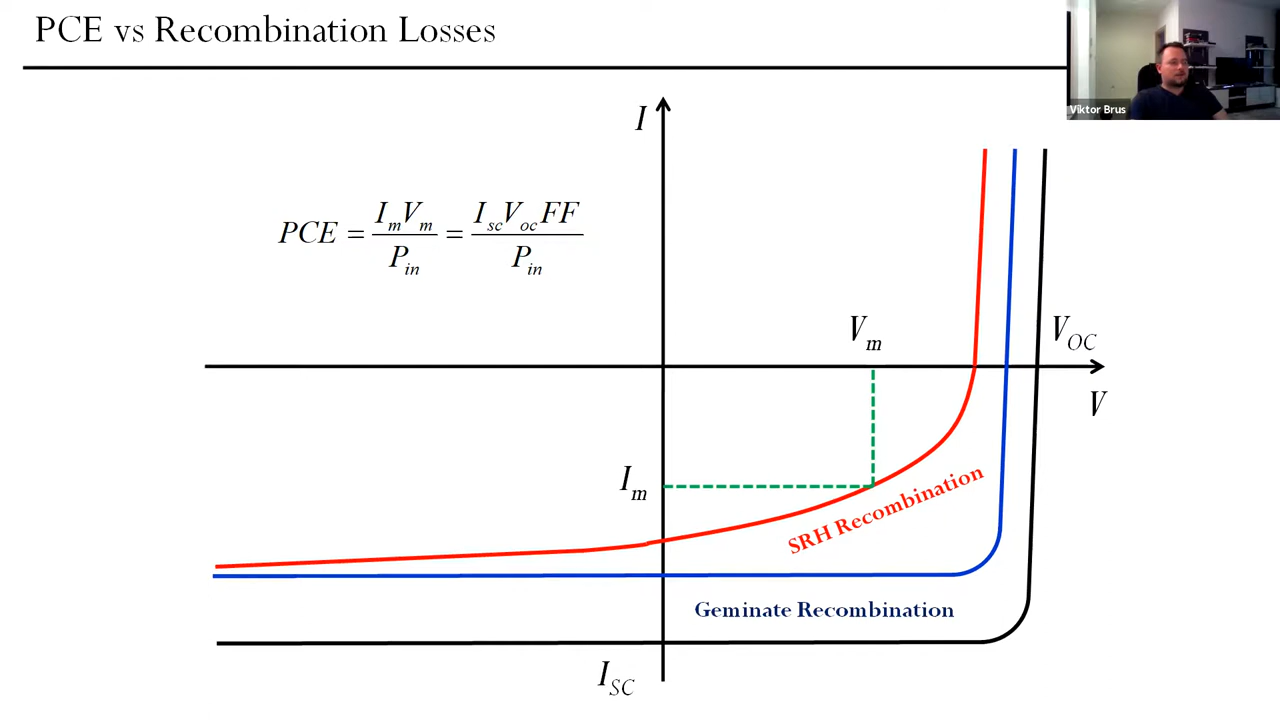 PCE vs Recombination Losses
Viktor Brus
I
PCE = I_m V_m / P_in = I_sc V_oc FF / P_in
V_m
V_OC
V
I_m
SRH Recombination
Geminate Recombination
I_SC